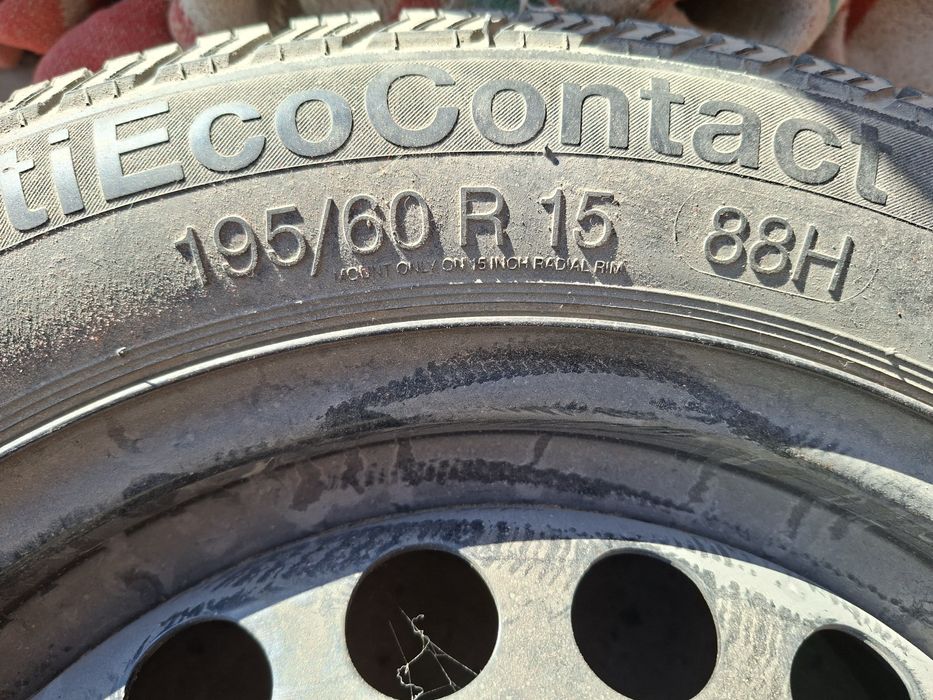 tiEcoContact
195/60 R 15 88H
MOUNT ONLY ON 15 INCH RADIAL RIM